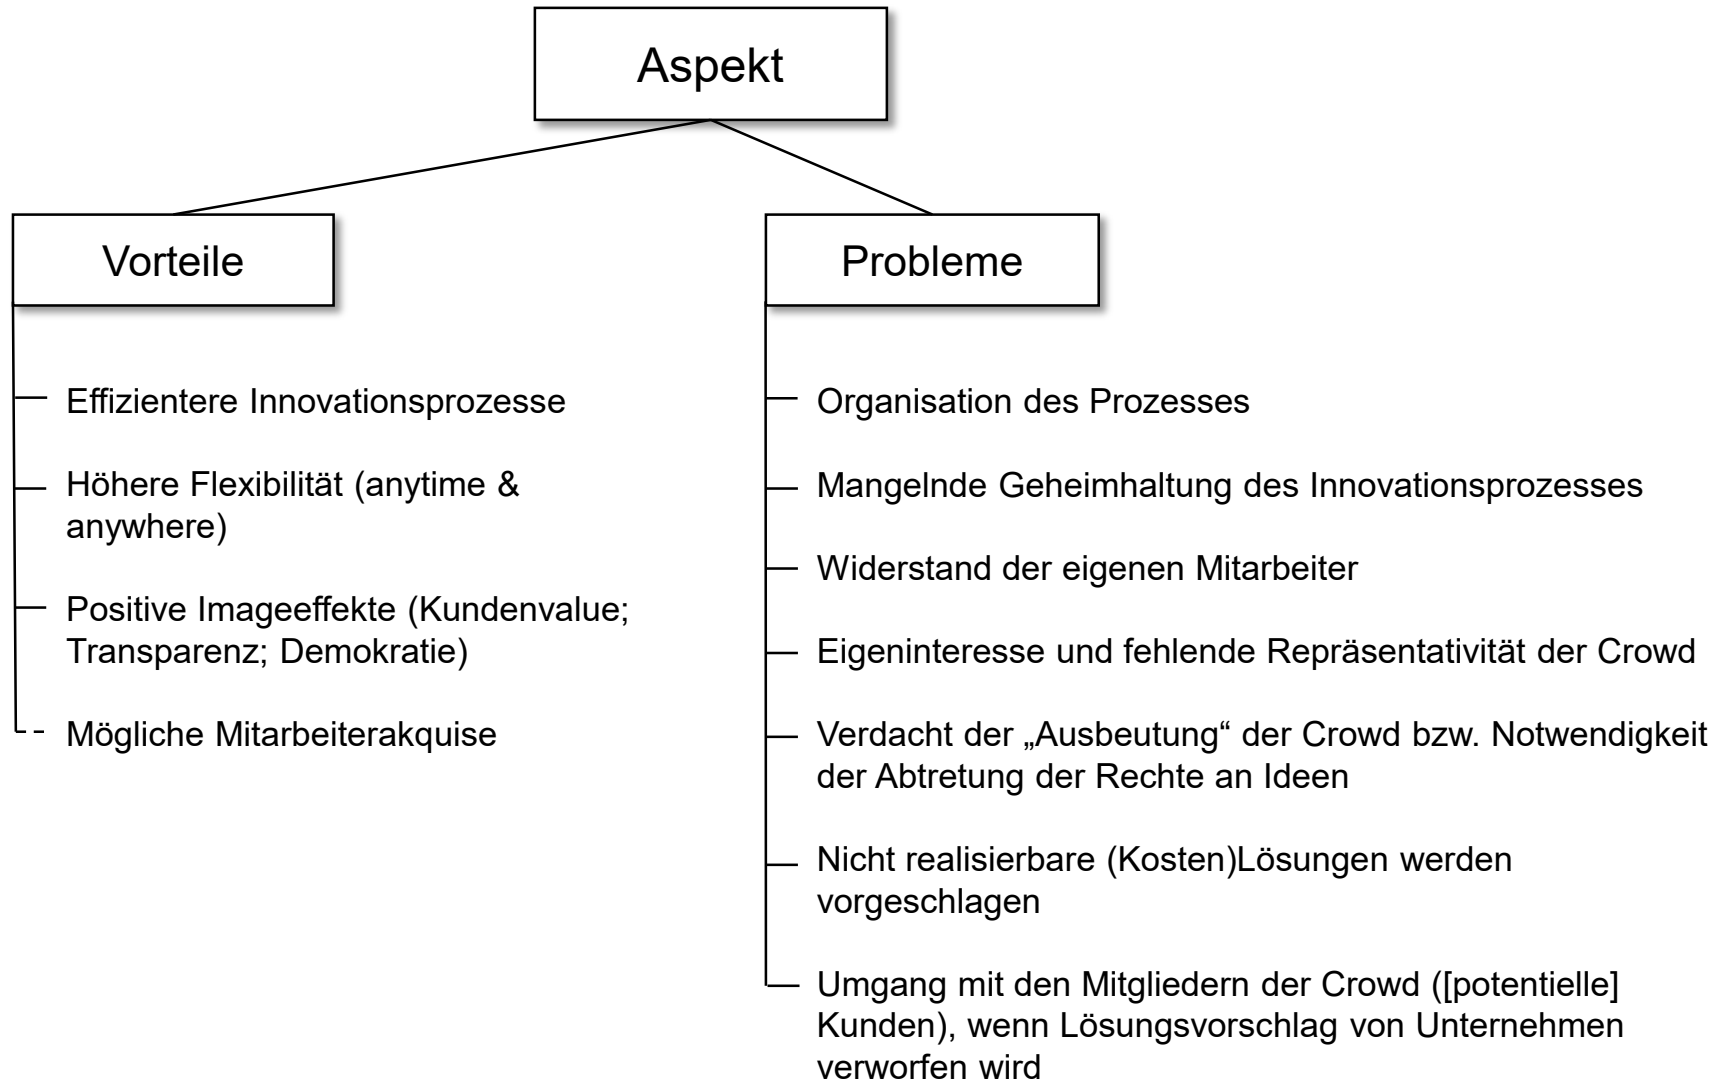 Aspekt
Vorteile
Effizientere Innovationsprozesse
Höhere Flexibilität (anytime &
anywhere)
Positive Imageeffekte (Kundenvalue;
Transparenz; Demokratie)
Mögliche Mitarbeiterakquise
Probleme
Organisation des Prozesses
Mangelnde Geheimhaltung des Innovationsprozesses
Widerstand der eigenen Mitarbeiter
Eigeninteresse und fehlende Repräsentativität der Crowd
Verdacht der „Ausbeutung“ der Crowd bzw. Notwendigkeit
der Abtretung der Rechte an Ideen
Nicht realisierbare (Kosten)Lösungen werden
vorgeschlagen
Umgang mit den Mitgliedern der Crowd ([potentielle]
Kunden), wenn Lösungsvorschlag von Unternehmen
verworfen wird